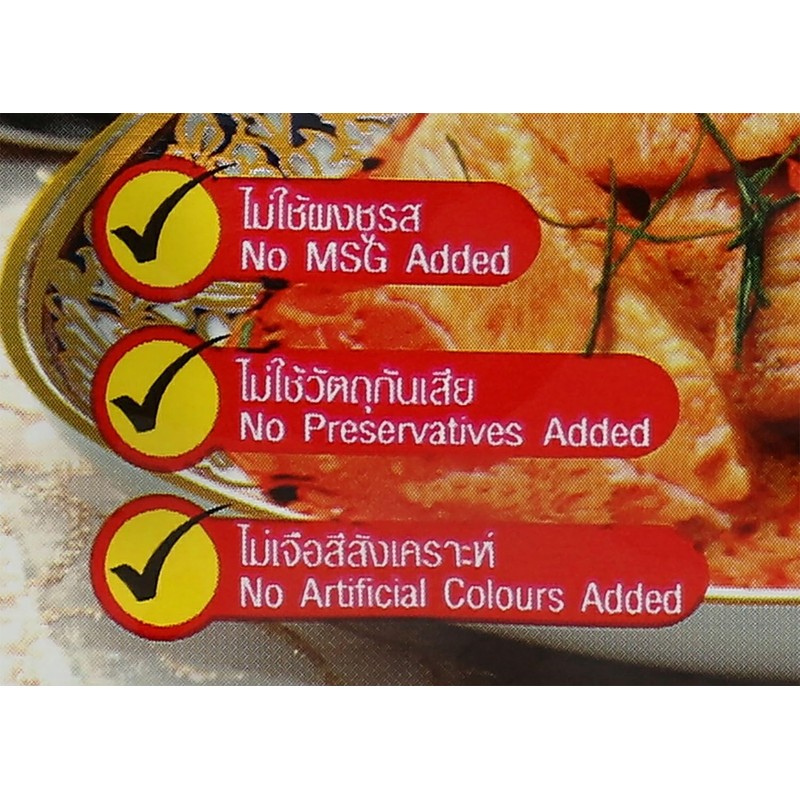 ไม่ใช้ผงชูรส
No MSG Added
ไม่ใช้วัตถุกันเสีย
No Preservatives Added
ไม่เจือสีสังเคราะห์
No Artificial Colours Added